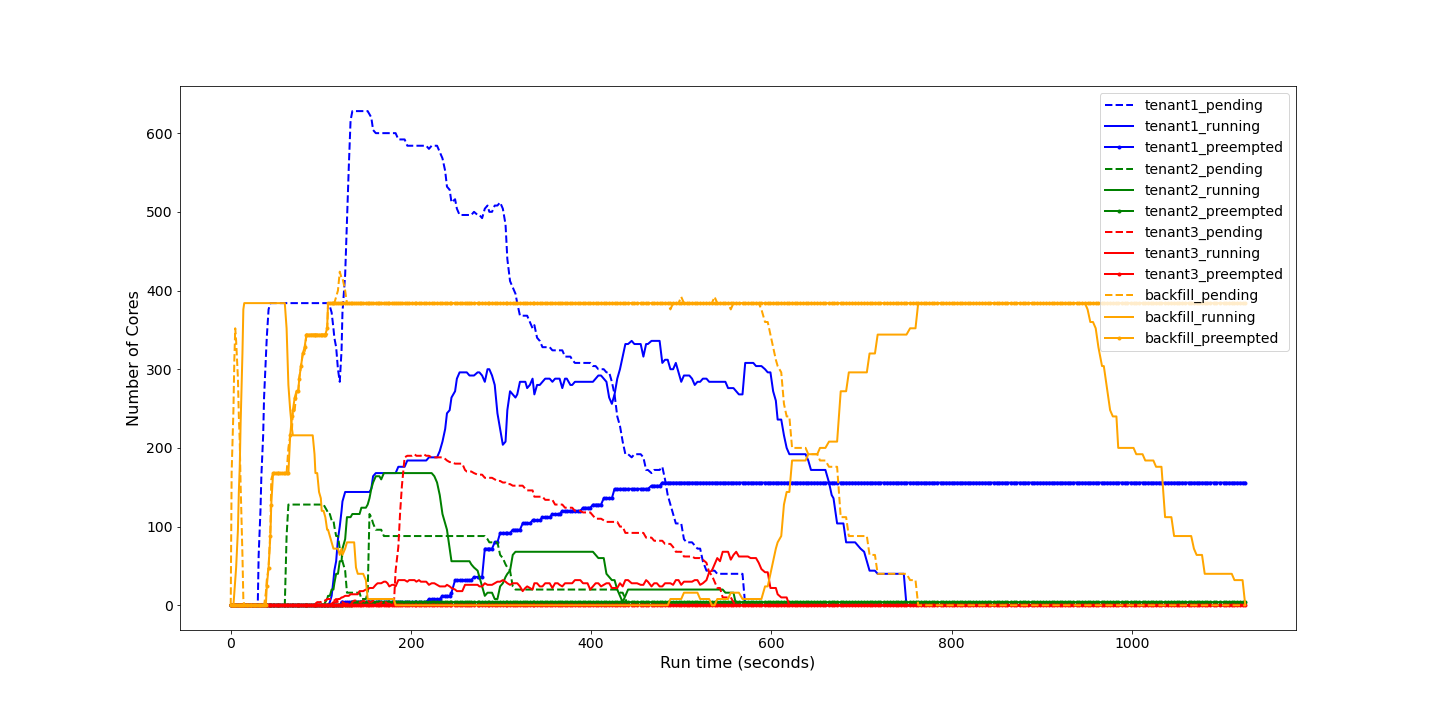 Number of Cores
600
500
400
300
200
100
0
0 200 400 600 800 1000
Run time (seconds)
tenant1_pending
tenant1_running
tenant1_preempted
tenant2_pending
tenant2_running
tenant2_preempted
tenant3_pending
tenant3_running
tenant3_preempted
backfill_pending
backfill_running
backfill_preempted